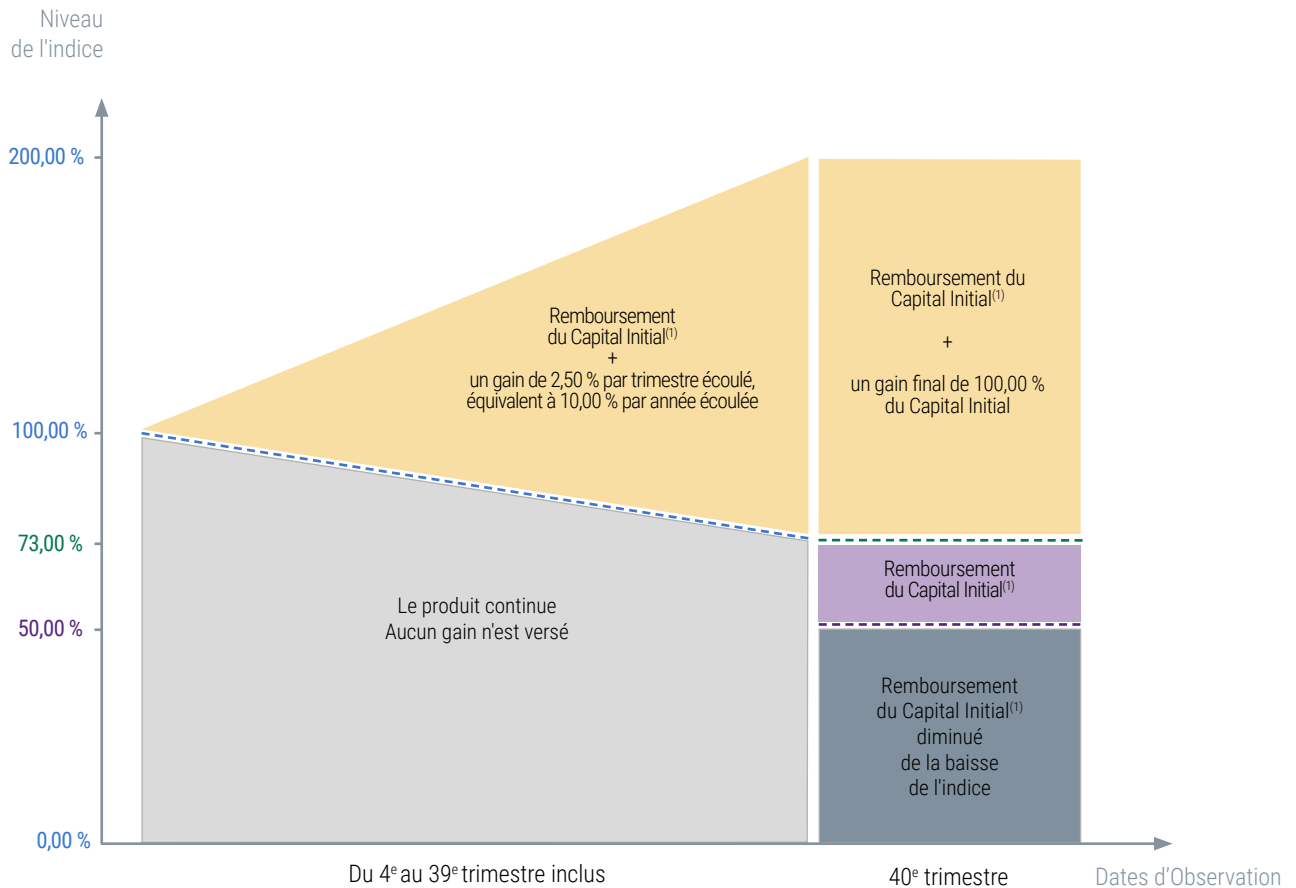 Niveau
de l'indice
200,00 %
100,00 %
73,00 %
50,00 %
0,00 %
Remboursement
du Capital Initial⁽¹⁾
+
un gain de 2,50 % par trimestre écoulé,
équivalent à 10,00 % par année écoulée
Le produit continue
Aucun gain n'est versé
Remboursement du
Capital Initial⁽¹⁾
+
un gain final de 100,00 %
du Capital Initial
Remboursement
du Capital Initial⁽¹⁾
Remboursement
du Capital Initial⁽¹⁾
diminué
de la baisse
de l'indice
Du 4ᵉ au 39ᵉ trimestre inclus
40ᵉ trimestre
Dates d’Observation